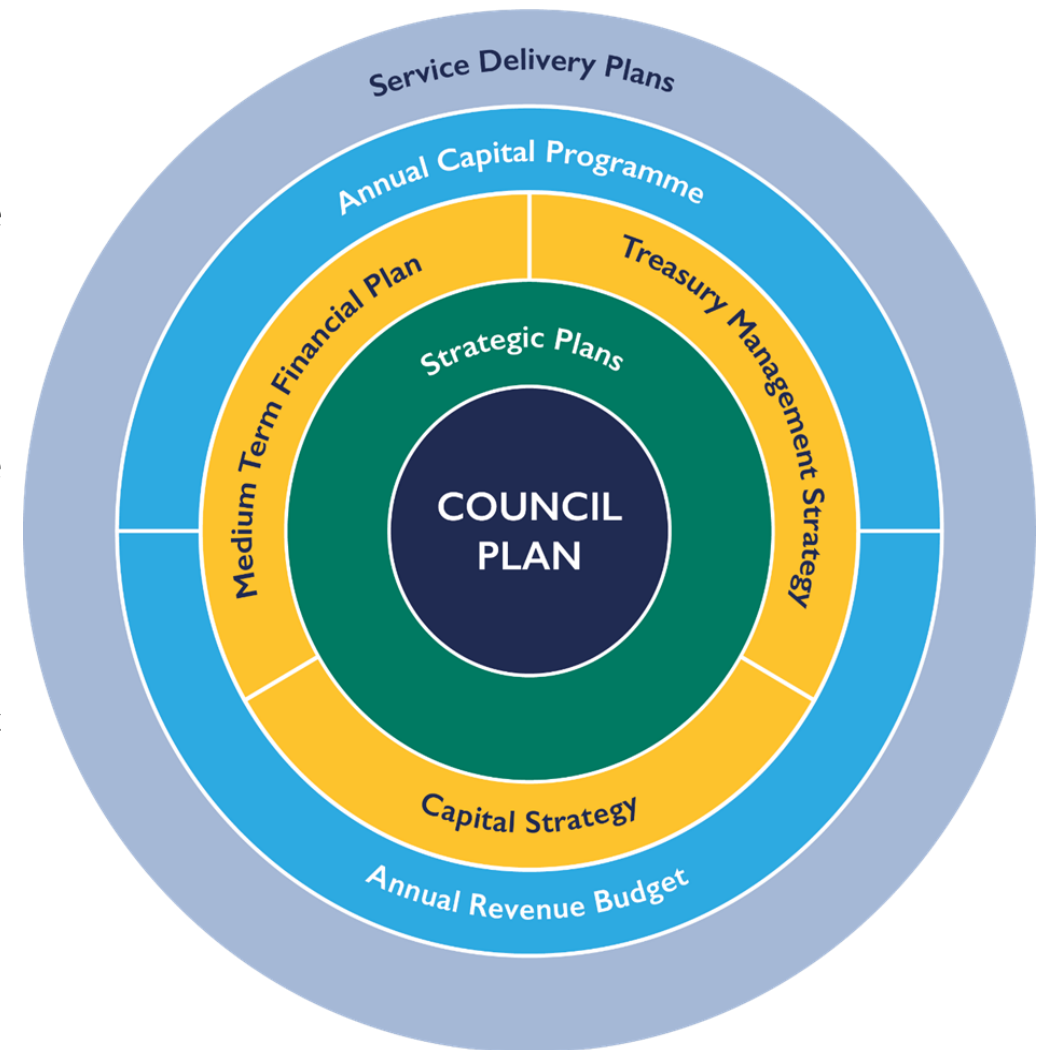 Service Delivery Plans
Annual Capital Programme
Medium Term Financial Plan
Treasury Management Strategy
Strategic Plans
COUNCIL
PLAN
Capital Strategy
Annual Revenue Budget